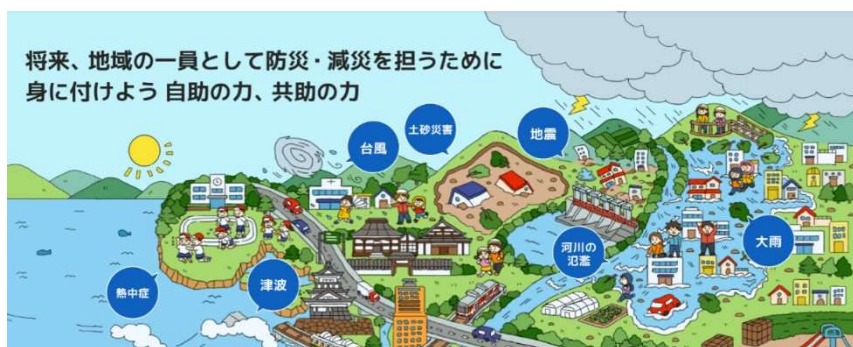 将来、地域の一員として防災・減災を担うために
身に付けよう 自助の力、共助の力
台風
土砂災害
地震
熱中症
津波
河川の
氾濫
大雨